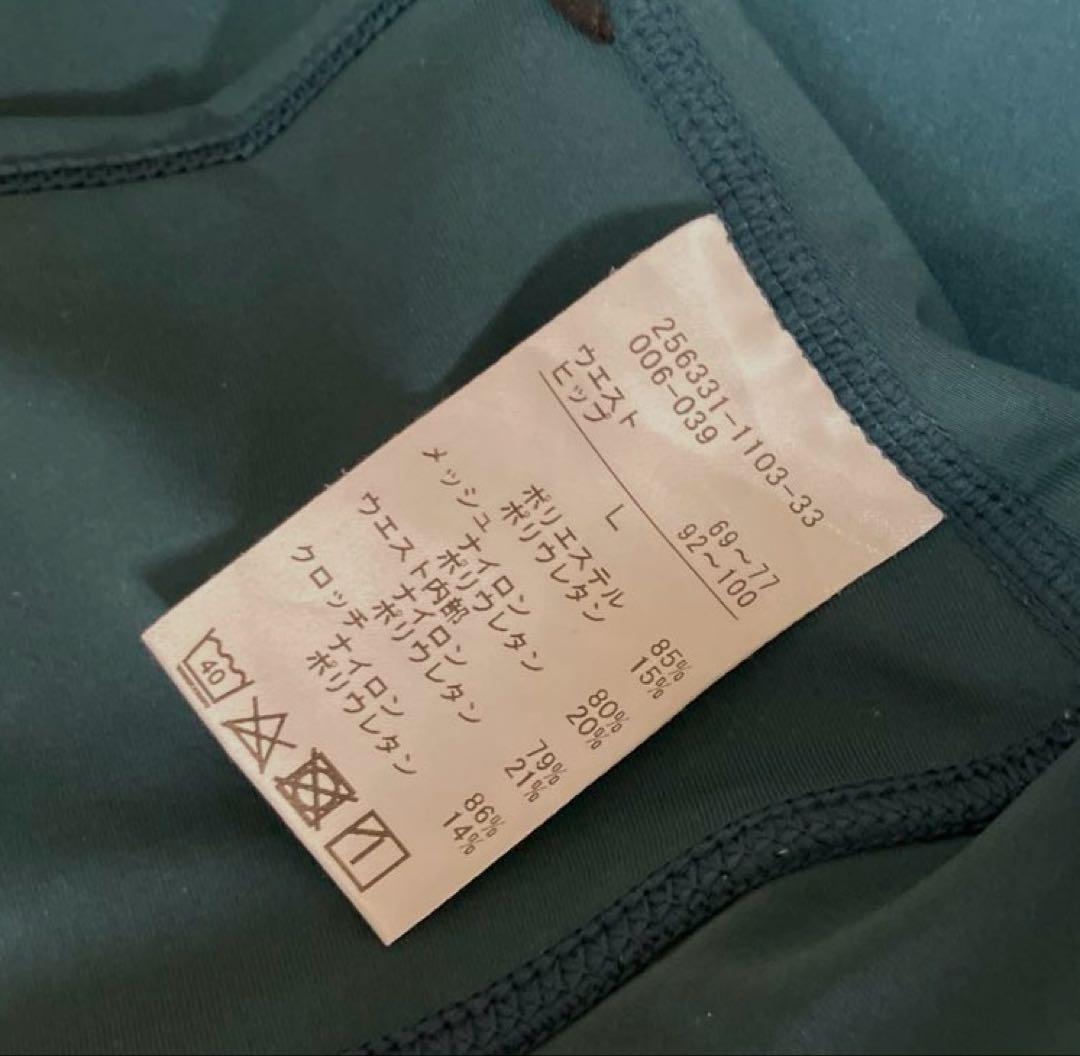 256331-1103-33
006-039
ウエスト 69～77
ヒップ 92～100
L
ポリエステル 85%
ポリウレタン 15%
メッシュ
ナイロン 80%
ポリウレタン 20%
ウエスト内部
ナイロン 79%
ポリウレタン 21%
クロッチ
ナイロン 86%
ポリウレタン 14%
40